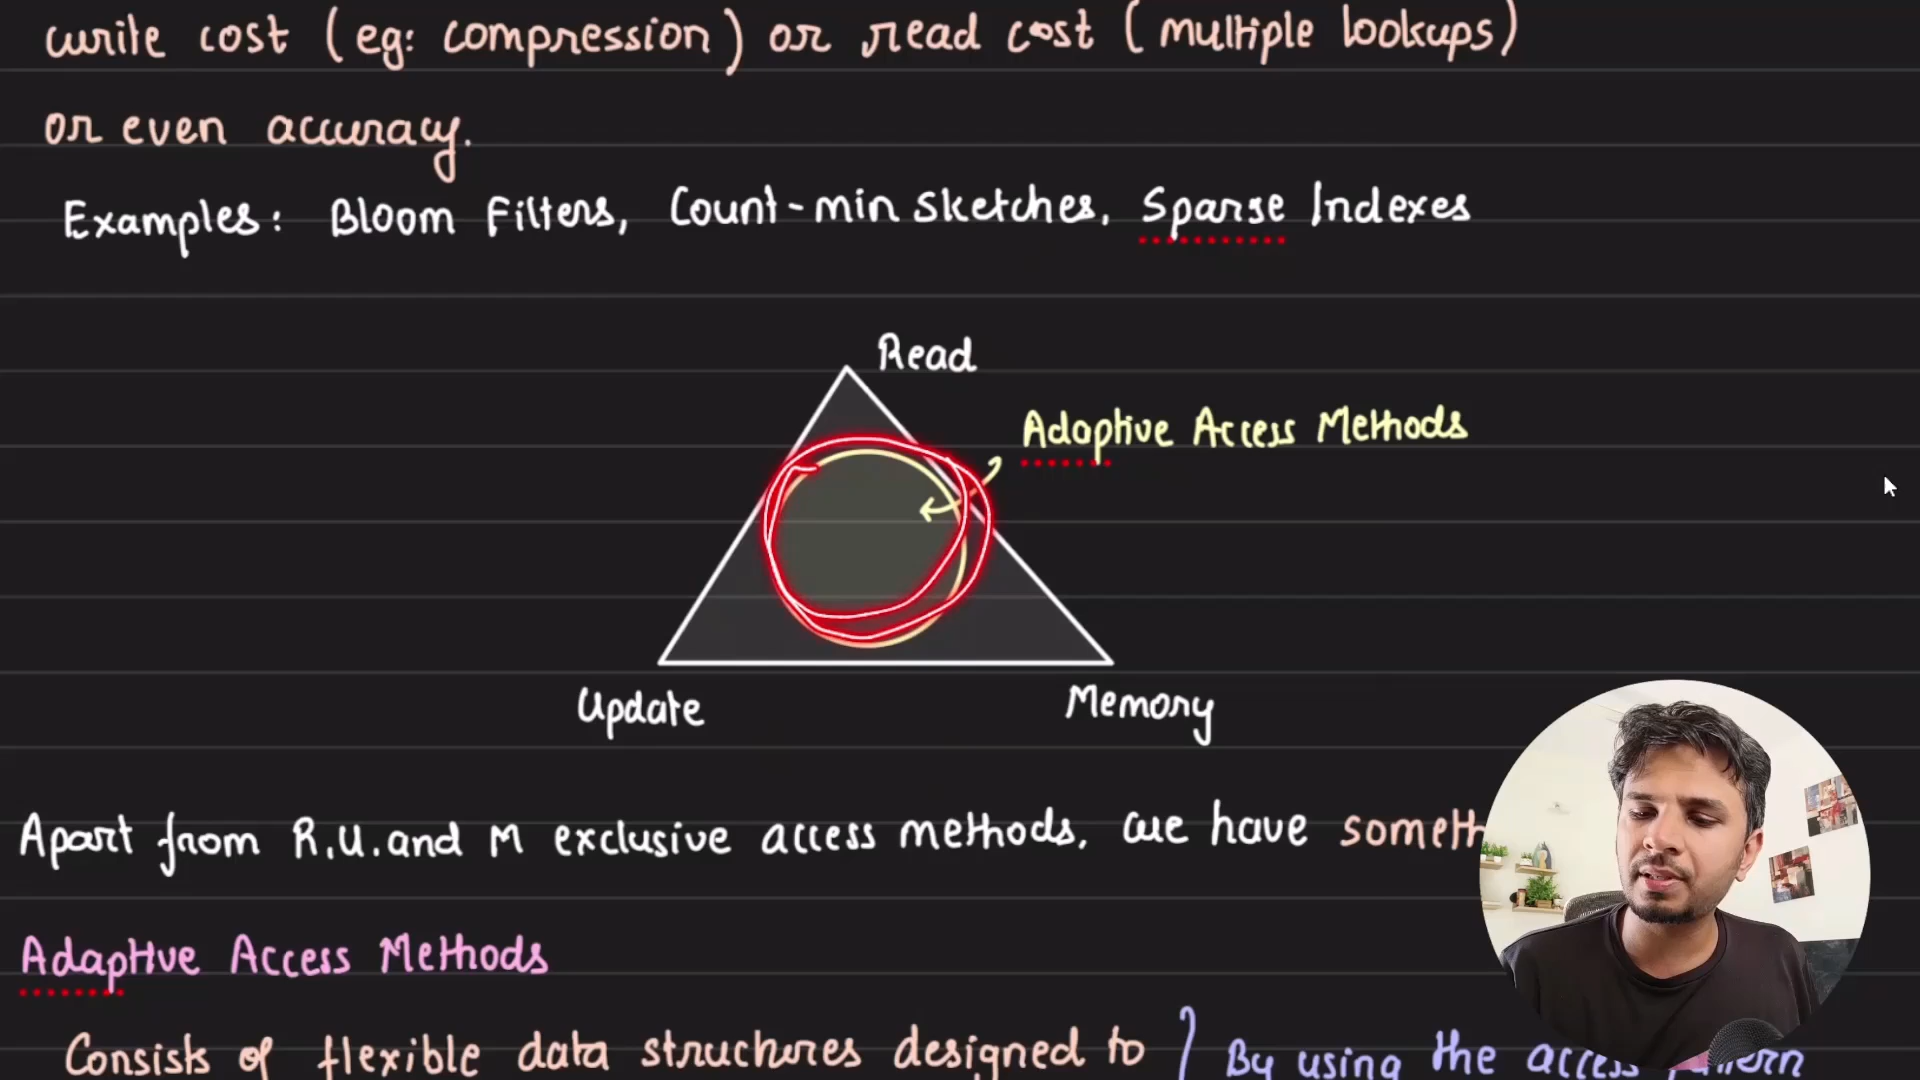 write cost (eg: compression) or read cost (multiple lookups)
or even accuracy.
Examples: Bloom Filters, Count-min sketches, Sparse Indexes
Read
Adaptive Access Methods
Update
Memory
Apart from R.U. and M exclusive access methods, we have
Adaptive Access Methods
Consists of flexible data structures designed to
By using the access